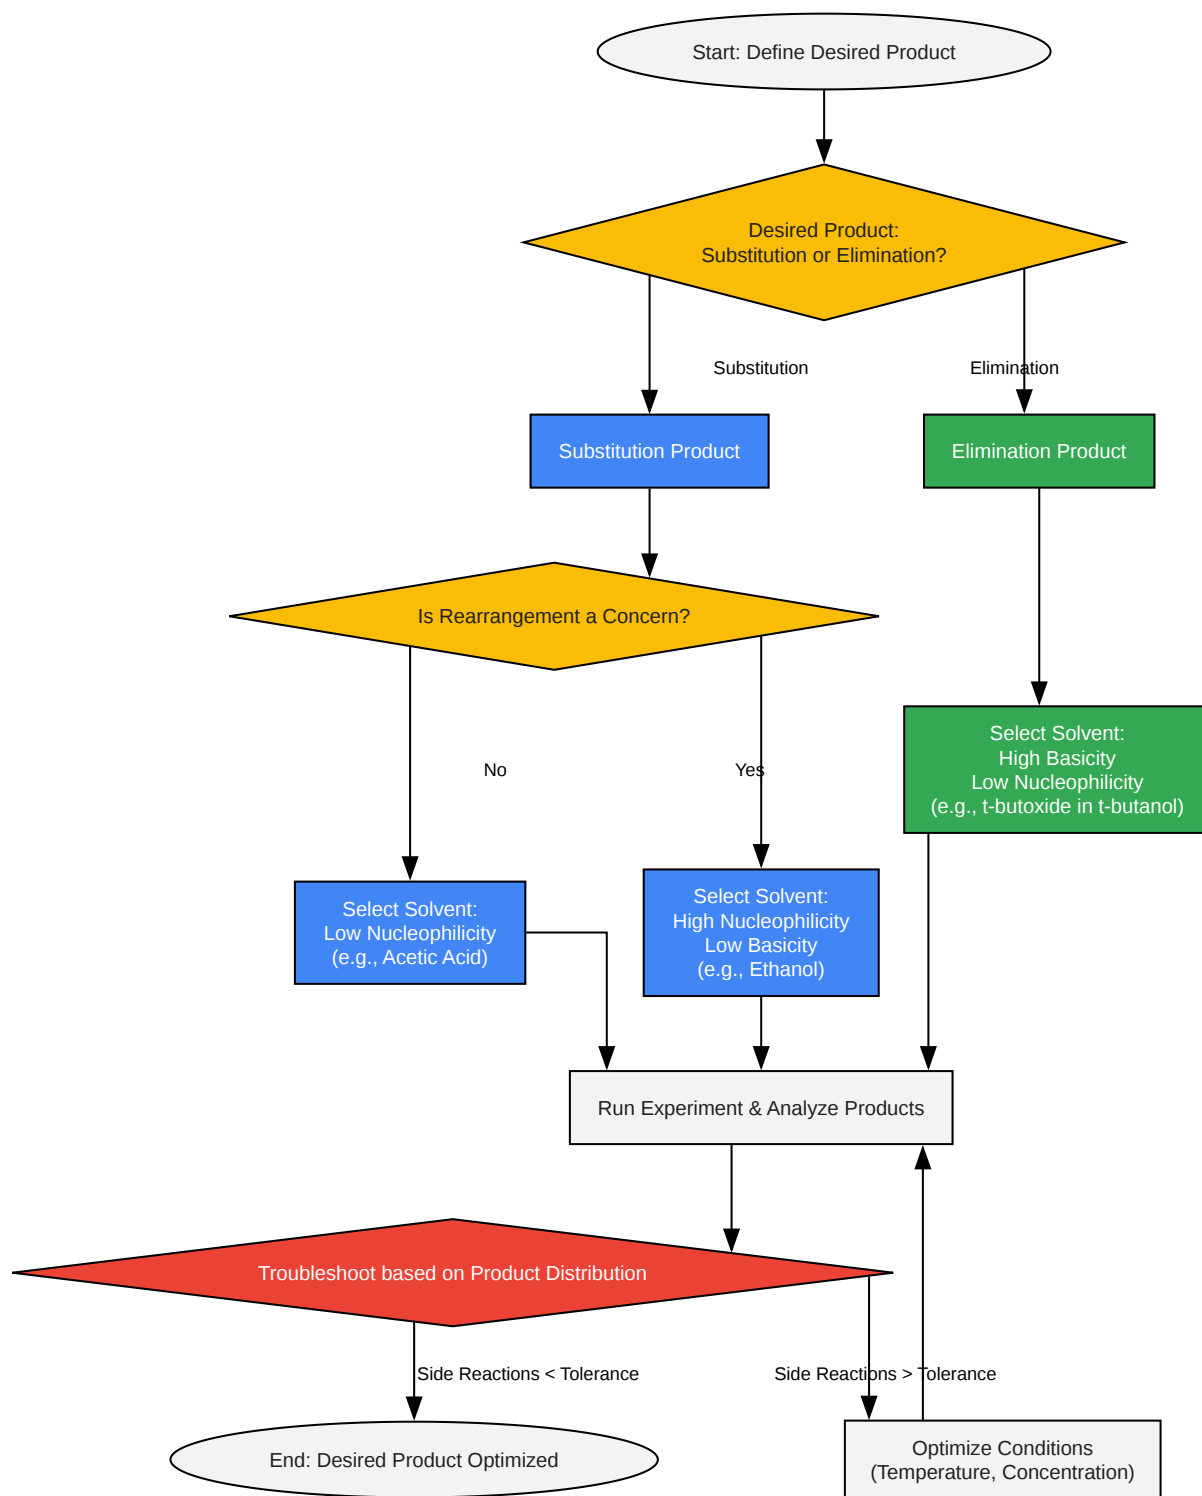 Start: Define Desired Product
Desired Product:
Substitution or Elimination?
Substitution
Elimination
Substitution Product
Elimination Product
Is Rearrangement a Concern?
No
Yes
Select Solvent:
High Basicity
Low Nucleophilicity
(e.g., t-butoxide in t-butanol)
Select Solvent:
Low Nucleophilicity
(e.g., Acetic Acid)
Select Solvent:
High Nucleophilicity
Low Basicity
(e.g., Ethanol)
Run Experiment & Analyze Products
Troubleshoot based on Product Distribution
Side Reactions < Tolerance
Side Reactions > Tolerance
End: Desired Product Optimized
Optimize Conditions
(Temperature, Concentration)